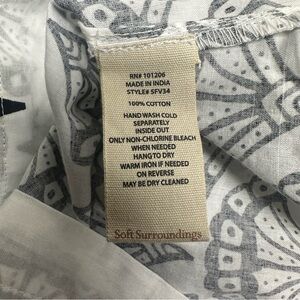 RN# 101206
MADE IN INDIA
STYLE# SFV34
100% COTTON
HAND WASH COLD
SEPARATELY
INSIDE OUT
ONLY NON-CHLORINE BLEACH
WHEN NEEDED
HANG TO DRY
WARM IRON IF NEEDED
ON REVERSE
MAY BE DRY CLEANED
Soft Surroundings